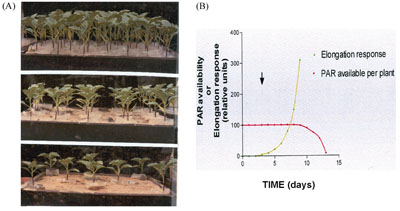 (A)
(B)
PAR availability
or
Elongation response
(relative units)
400
300
200
100
0
Elongation response
PAR available per plant
0
5
10
15
TIME (days)